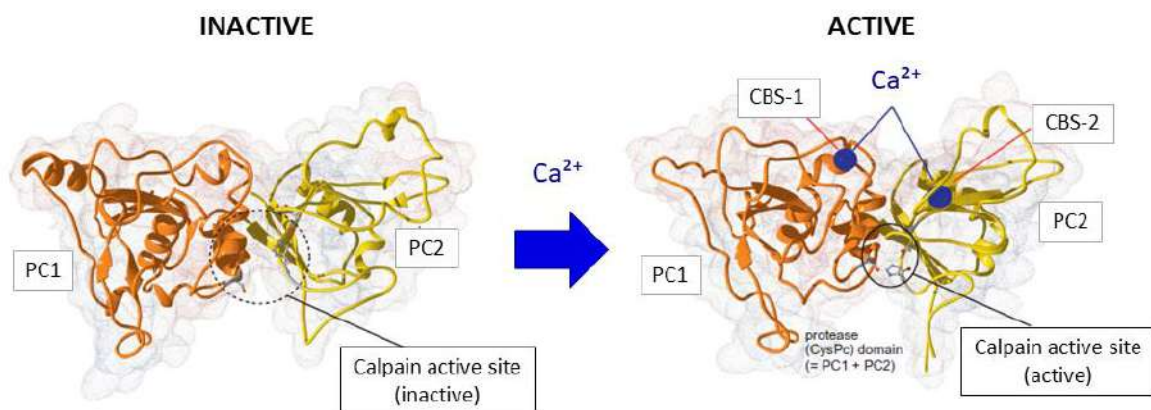 INACTIVE
ACTIVE
CBS-1
Ca²⁺
CBS-2
Ca²⁺
PC1
PC2
PC2
PC1
Calpain active site
(inactive)
protease
(CysPc) domain
(= PC1 + PC2)
Calpain active site
(active)